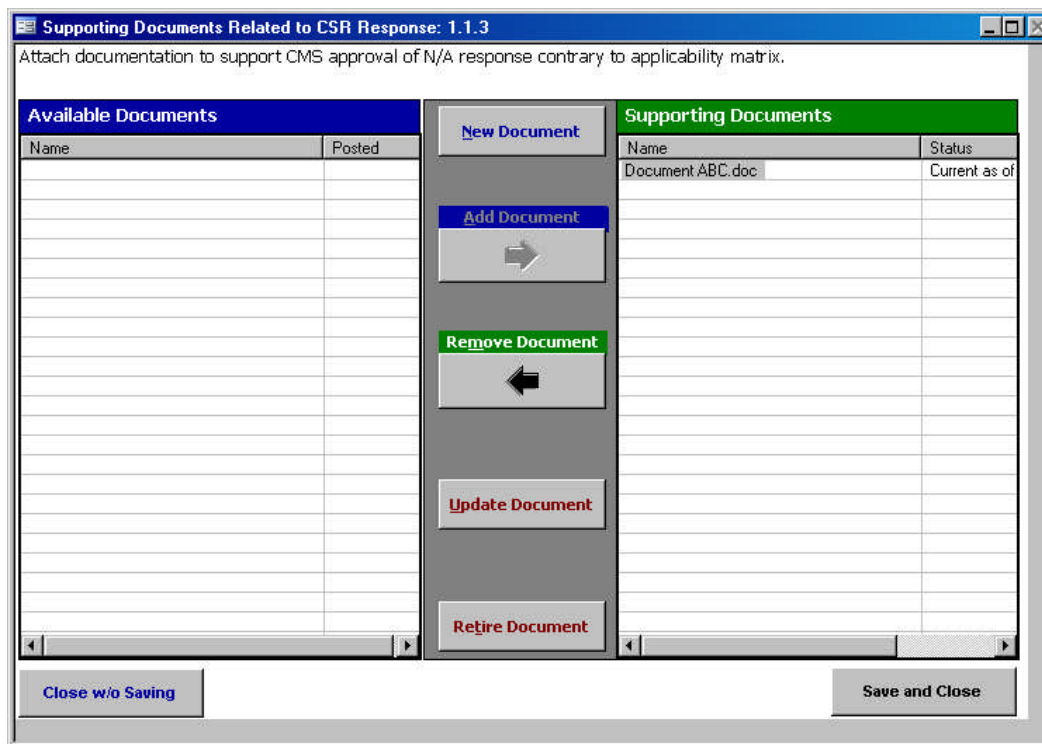 Supporting Documents Related to CSR Response: 1.1.3
Attach documentation to support CMS approval of N/A response contrary to applicability matrix.
Available Documents
Name Posted
New Document
Add Document
Remove Document
Update Document
Retire Document
Supporting Documents
Name Status
Document ABC.doc Current as of
Close w/o Saving
Save and Close